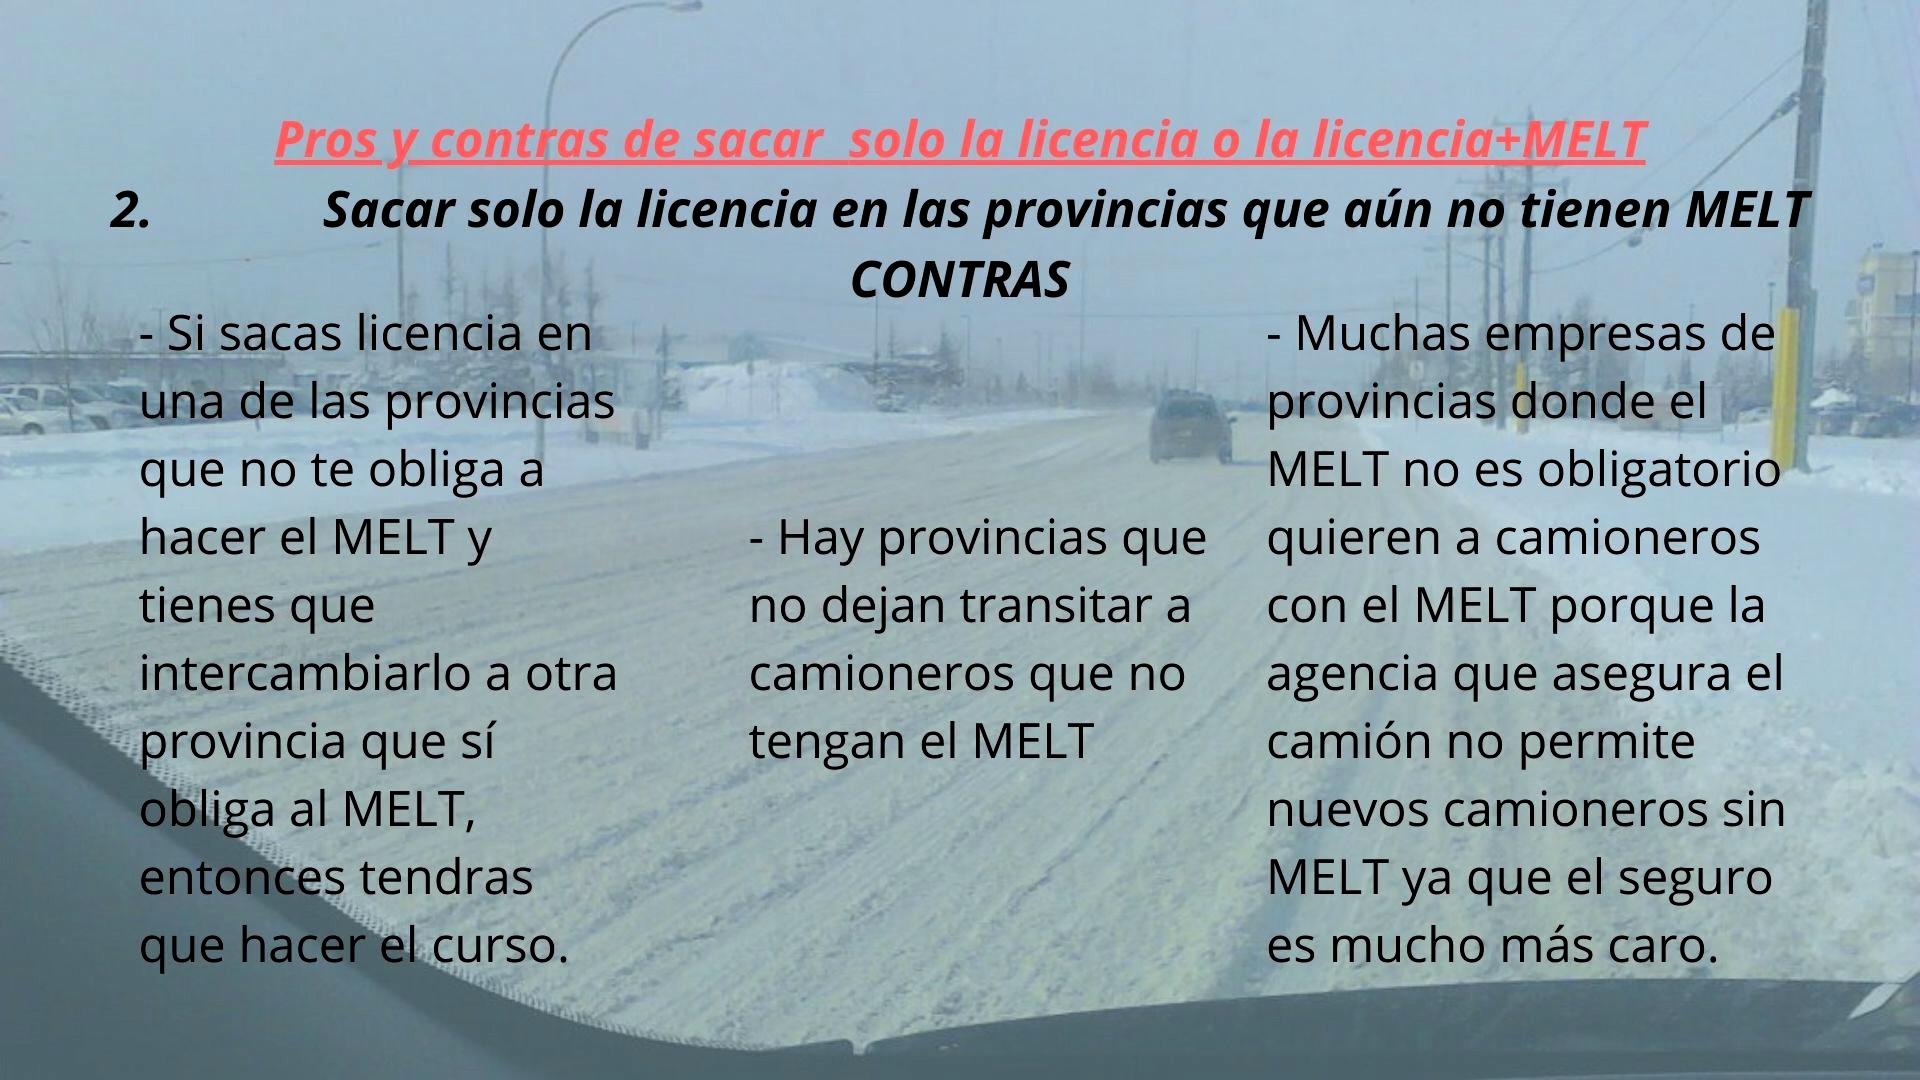 Pros y contras de sacar  solo la licencia o la licencia+MELT
2. Sacar solo la licencia en las provincias que aún no tienen MELT
CONTRAS
- Si sacas licencia en
una de las provincias
que no te obliga a
hacer el MELT y
tienes que
intercambiarlo a otra
provincia que sí
obliga al MELT,
entonces tendras
que hacer el curso.
- Hay provincias que
no dejan transitar a
camioneros que no
tengan el MELT
- Muchas empresas de
provincias donde el
MELT no es obligatorio
quieren a camioneros
con el MELT porque la
agencia que asegura el
camión no permite
nuevos camioneros sin
MELT ya que el seguro
es mucho más caro.